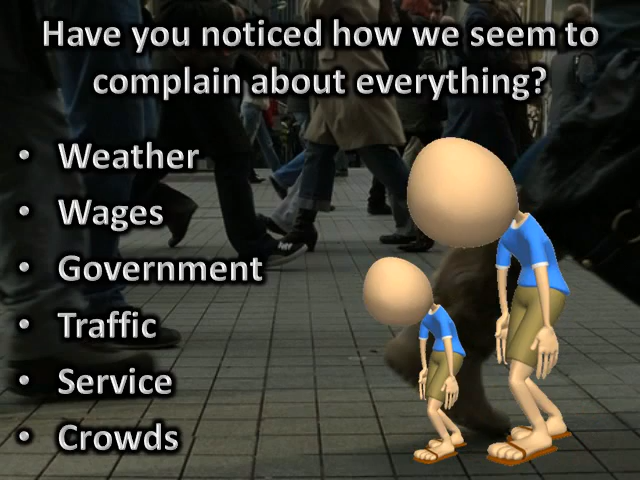 Have you noticed how we seem to
complain about everything?
• Weather
• Wages
• Government
• Traffic
• Service
• Crowds